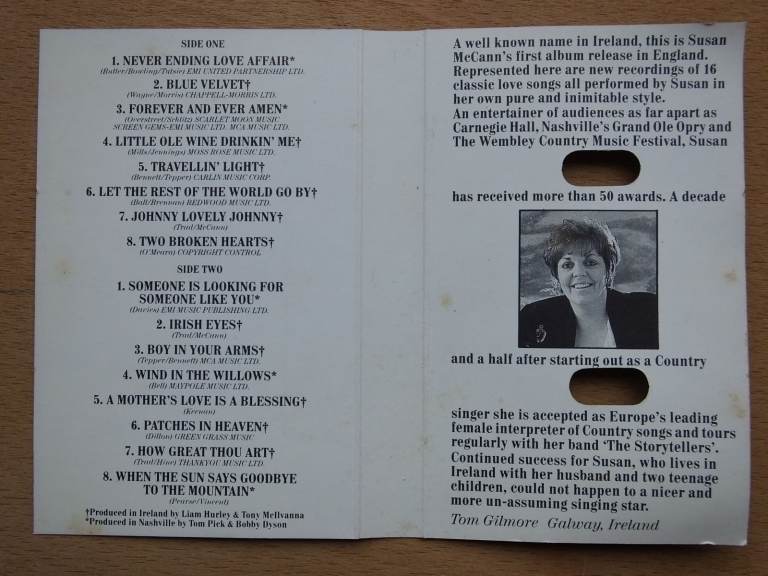 SIDE ONE
1. NEVER ENDING LOVE AFFAIR*
(Rutter/Bowling/Tulsie) EMI UNITED PARTNERSHIP LTD.
2. BLUE VELVET†
(Wayne/Morris) CHAPPELL-MORRIS LTD.
3. FOREVER AND EVER AMEN*
(Overstreet/Schlitz) SCARLET MOON MUSIC
SCREEN GEMS-EMI MUSIC LTD. MCA MUSIC LTD.
4. LITTLE OLE WINE DRINKIN' ME†
(Mills/Jennings) MOSS ROSE MUSIC LTD.
5. TRAVELLIN' LIGHT†
(Bennett/Tepper) CARLIN MUSIC CORP.
6. LET THE REST OF THE WORLD GO BY†
(Ball/Brennan) REDWOOD MUSIC LTD.
7. JOHNNY LOVELY JOHNNY†
(Trad/McCann)
8. TWO BROKEN HEARTS†
(O'Meara) COPYRIGHT CONTROL
SIDE TWO
1. SOMEONE IS LOOKING FOR
SOMEONE LIKE YOU*
(Davies) EMI MUSIC PUBLISHING LTD.
2. IRISH EYES†
(Trad/McCann)
3. BOY IN YOUR ARMS†
(Tepper/Bennett) MCA MUSIC LTD.
4. WIND IN THE WILLOWS*
(Bell) MAYPOLE MUSIC LTD.
5. A MOTHER'S LOVE IS A BLESSING†
(Keenan)
6. PATCHES IN HEAVEN†
(Dillon) GREEN GRASS MUSIC
7. HOW GREAT THOU ART†
(Trad/Hine) THANKYOU MUSIC LTD
8. WHEN THE SUN SAYS GOODBYE
TO THE MOUNTAIN*
(Pearse/Vincent)
†Produced in Ireland by Liam Hurley & Tony McIlvanna
*Produced in Nashville by Tom Pick & Bobby Dyson
A well known name in Ireland, this is Susan
McCann's first album release in England.
Represented here are new recordings of 16
classic love songs all performed by Susan in
her own pure and inimitable style.
An entertainer of audiences as far apart as
Carnegie Hall, Nashville's Grand Ole Opry and
The Wembley Country Music Festival, Susan
has received more than 50 awards. A decade
and a half after starting out as a Country
singer she is accepted as Europe's leading
female interpreter of Country songs and tours
regularly with her band 'The Storytellers'.
Continued success for Susan, who lives in
Ireland with her husband and two teenage
children, could not happen to a nicer and
more un-assuming singing star.
Tom Gilmore Galway, Ireland